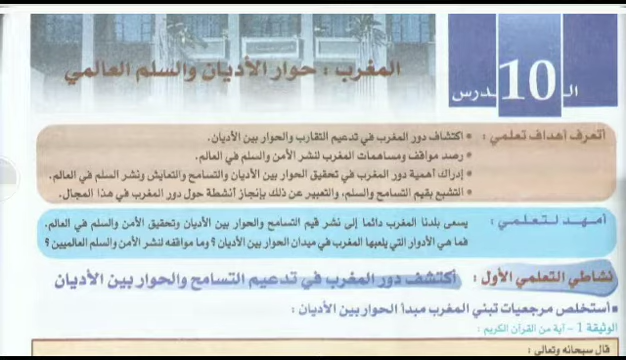 الـدرس 10
المغرب : حوار الأديان والسلم العالمي
أتعرف أهداف تعلمي :
• اكتشاف دور المغرب في تدعيم التقارب والحوار بين الأديان.
• رصد مواقف ومساهمات المغرب لنشر الأمن والسلم في العالم.
• إدراك أهمية دور المغرب في تحقيق الحوار بين الأديان والتسامح والتعايش ونشر السلم في العالم.
• التشبع بقيم التسامح والسلم، والتعبير عن ذلك بإنجاز أنشطة حول دور المغرب في هذا المجال.
أمهد لتعلمي :
يسعى بلدنا المغرب دائما إلى نشر قيم التسامح والحوار بين الأديان وتحقيق الأمن والسلم في العالم.
فما هي الأدوار التي يلعبها المغرب في ميدان الحوار بين الأديان ؟ وما مواقفه لنشر الأمن والسلم العالميين ؟
نشاطي التعلمي الأول : أكتشف دور المغرب في تدعيم التسامح والحوار بين الأديان
▪ أستخلص مرجعيات تبني المغرب مبدأ الحوار بين الأديان :
الوثيقة 1 - آية من القرآن الكريم :
قال سبحانه وتعالى :